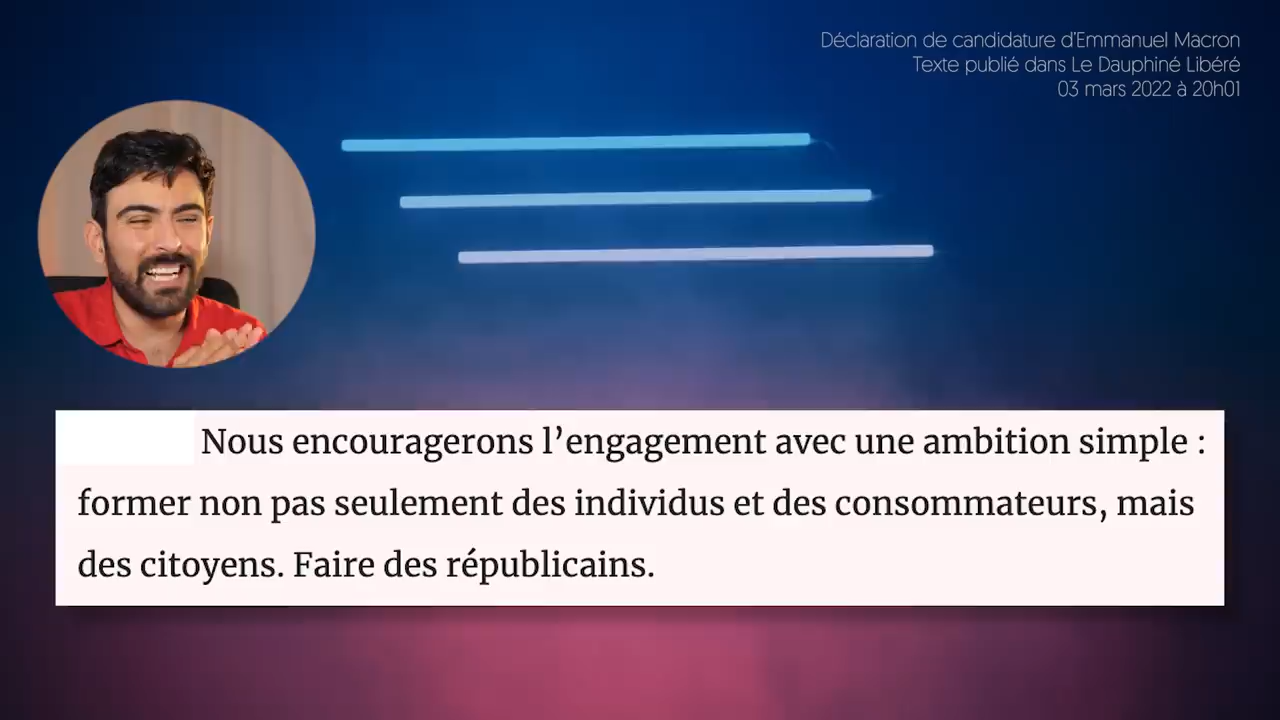 Déclaration de candidature d'Emmanuel Macron
Texte publié dans Le Dauphiné Libéré
03 mars 2022 à 20h01
Nous encouragerons l’engagement avec une ambition simple :
former non pas seulement des individus et des consommateurs, mais
des citoyens. Faire des républicains.